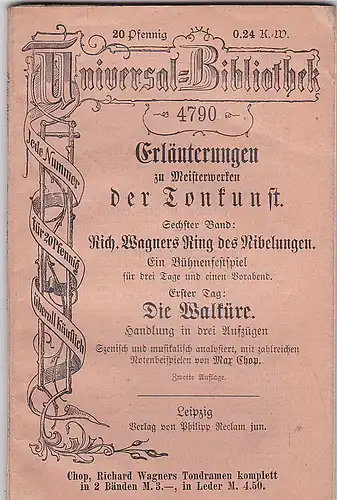 20 Pfennig 0.24 K.-W.
Universal=Bibliothek
4790
Jede Nummer
für 20 Pfennig
überall käuflich
Erläuterungen
zu Meisterwerken
der Tonkunst.
Sechster Band:
Rich. Wagners Ring des Nibelungen.
Ein Bühnenfestspiel
für drei Tage und einen Vorabend.
Erster Tag:
Die Walküre.
Handlung in drei Aufzügen
Szenisch und musikalisch analysiert, mit zahlreichen
Notenbeispielen von Max Chop.
Zweite Auflage.
Leipzig
Verlag von Philipp Reclam jun.
Chop, Richard Wagners Tondramen komplett
in 2 Bänden M. 3.—, in Leder M. 4.50.